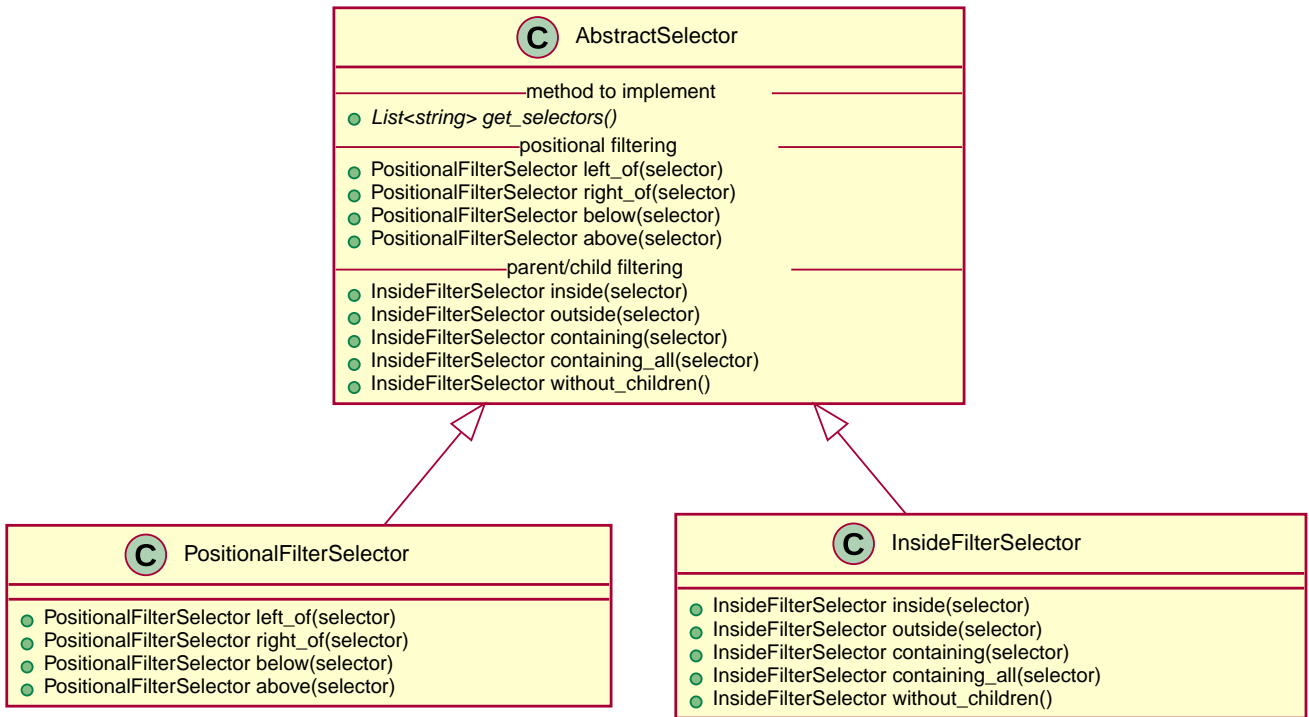 C AbstractSelector
method to implement
List<string> get_selectors()
positional filtering
PositionalFilterSelector left_of(selector)
PositionalFilterSelector right_of(selector)
PositionalFilterSelector below(selector)
PositionalFilterSelector above(selector)
parent/child filtering
InsideFilterSelector inside(selector)
InsideFilterSelector outside(selector)
InsideFilterSelector containing(selector)
InsideFilterSelector containing_all(selector)
InsideFilterSelector without_children()
C PositionalFilterSelector
PositionalFilterSelector left_of(selector)
PositionalFilterSelector right_of(selector)
PositionalFilterSelector below(selector)
PositionalFilterSelector above(selector)
C InsideFilterSelector
InsideFilterSelector inside(selector)
InsideFilterSelector outside(selector)
InsideFilterSelector containing(selector)
InsideFilterSelector containing_all(selector)
InsideFilterSelector without_children()